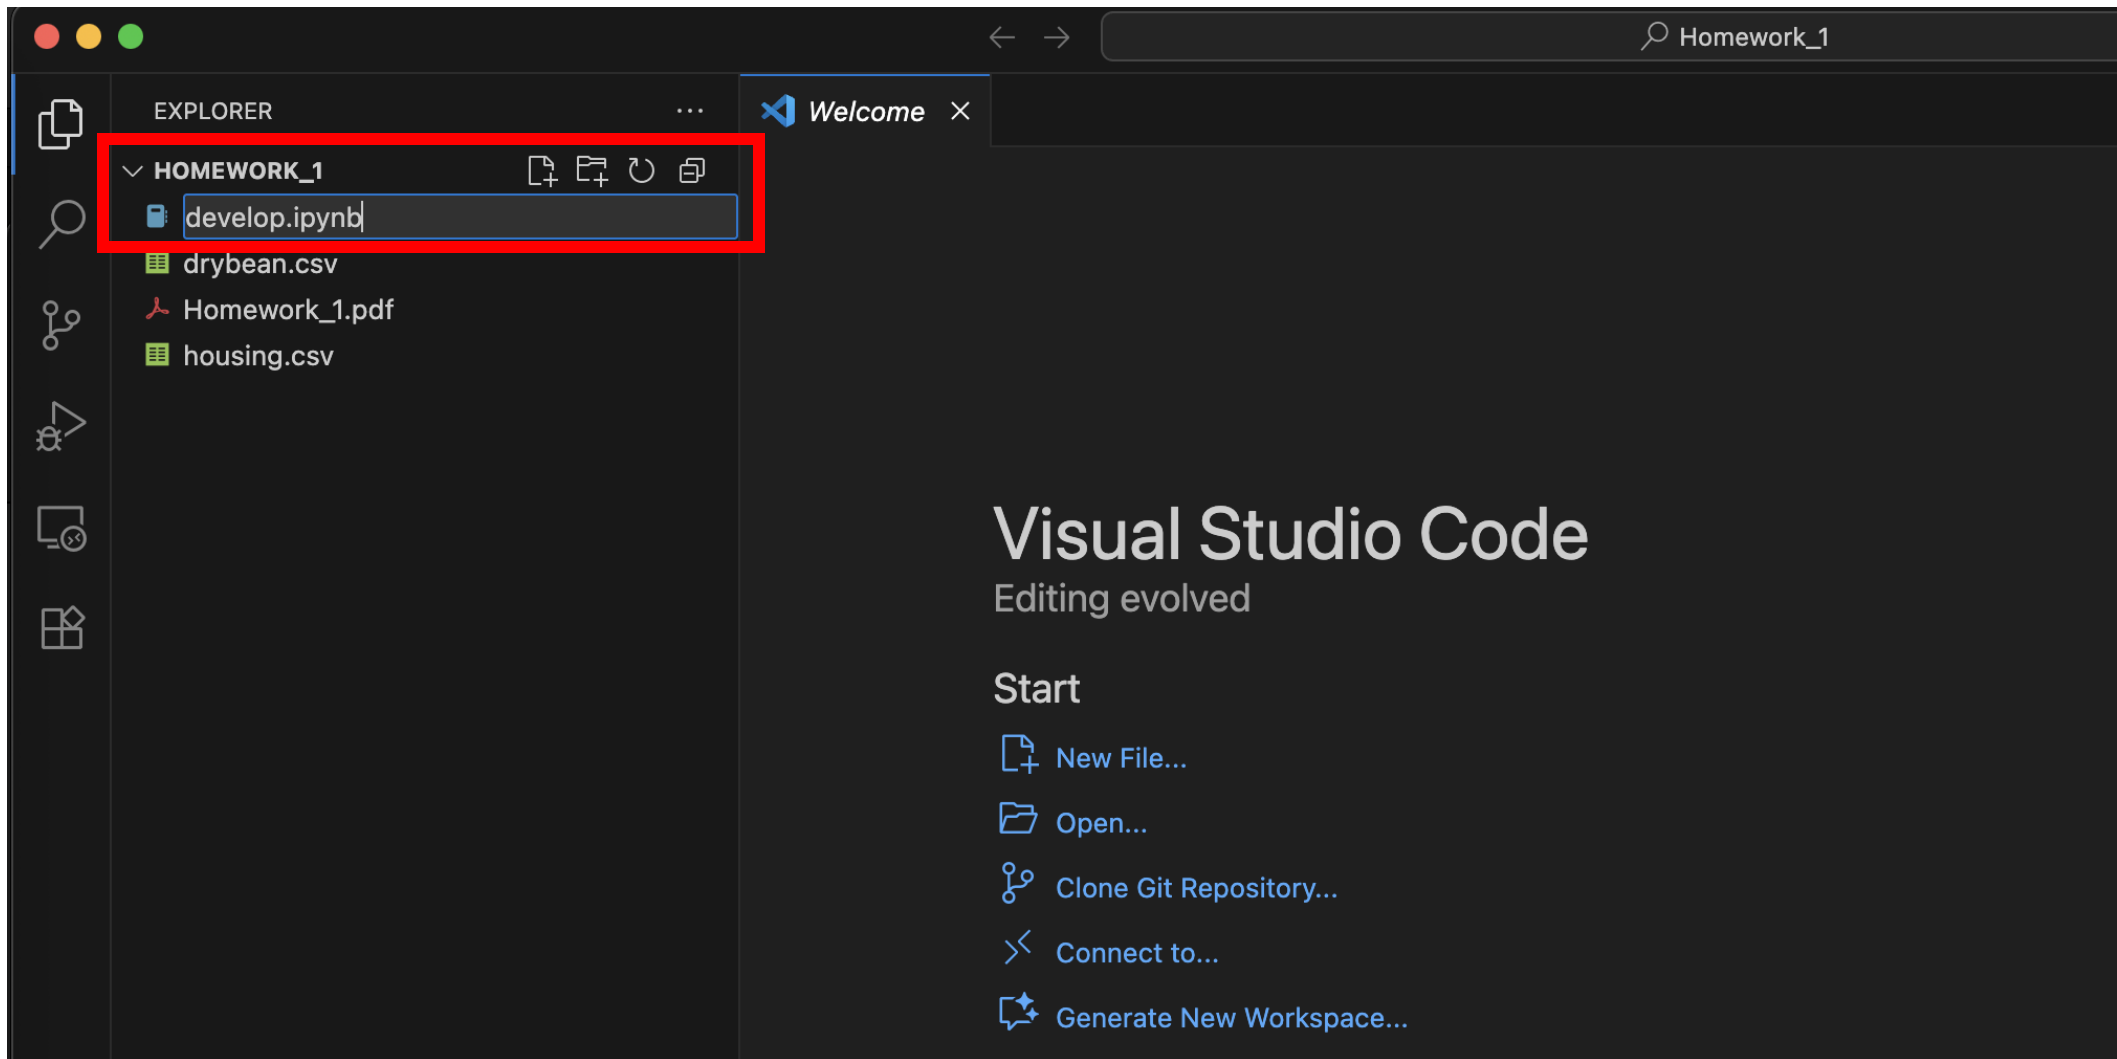 Homework_1
EXPLORER
Welcome
HOMEWORK_1
develop.ipynb
drybean.csv
Homework_1.pdf
housing.csv
Visual Studio Code
Editing evolved
Start
New File...
Open...
Clone Git Repository...
Connect to...
Generate New Workspace...